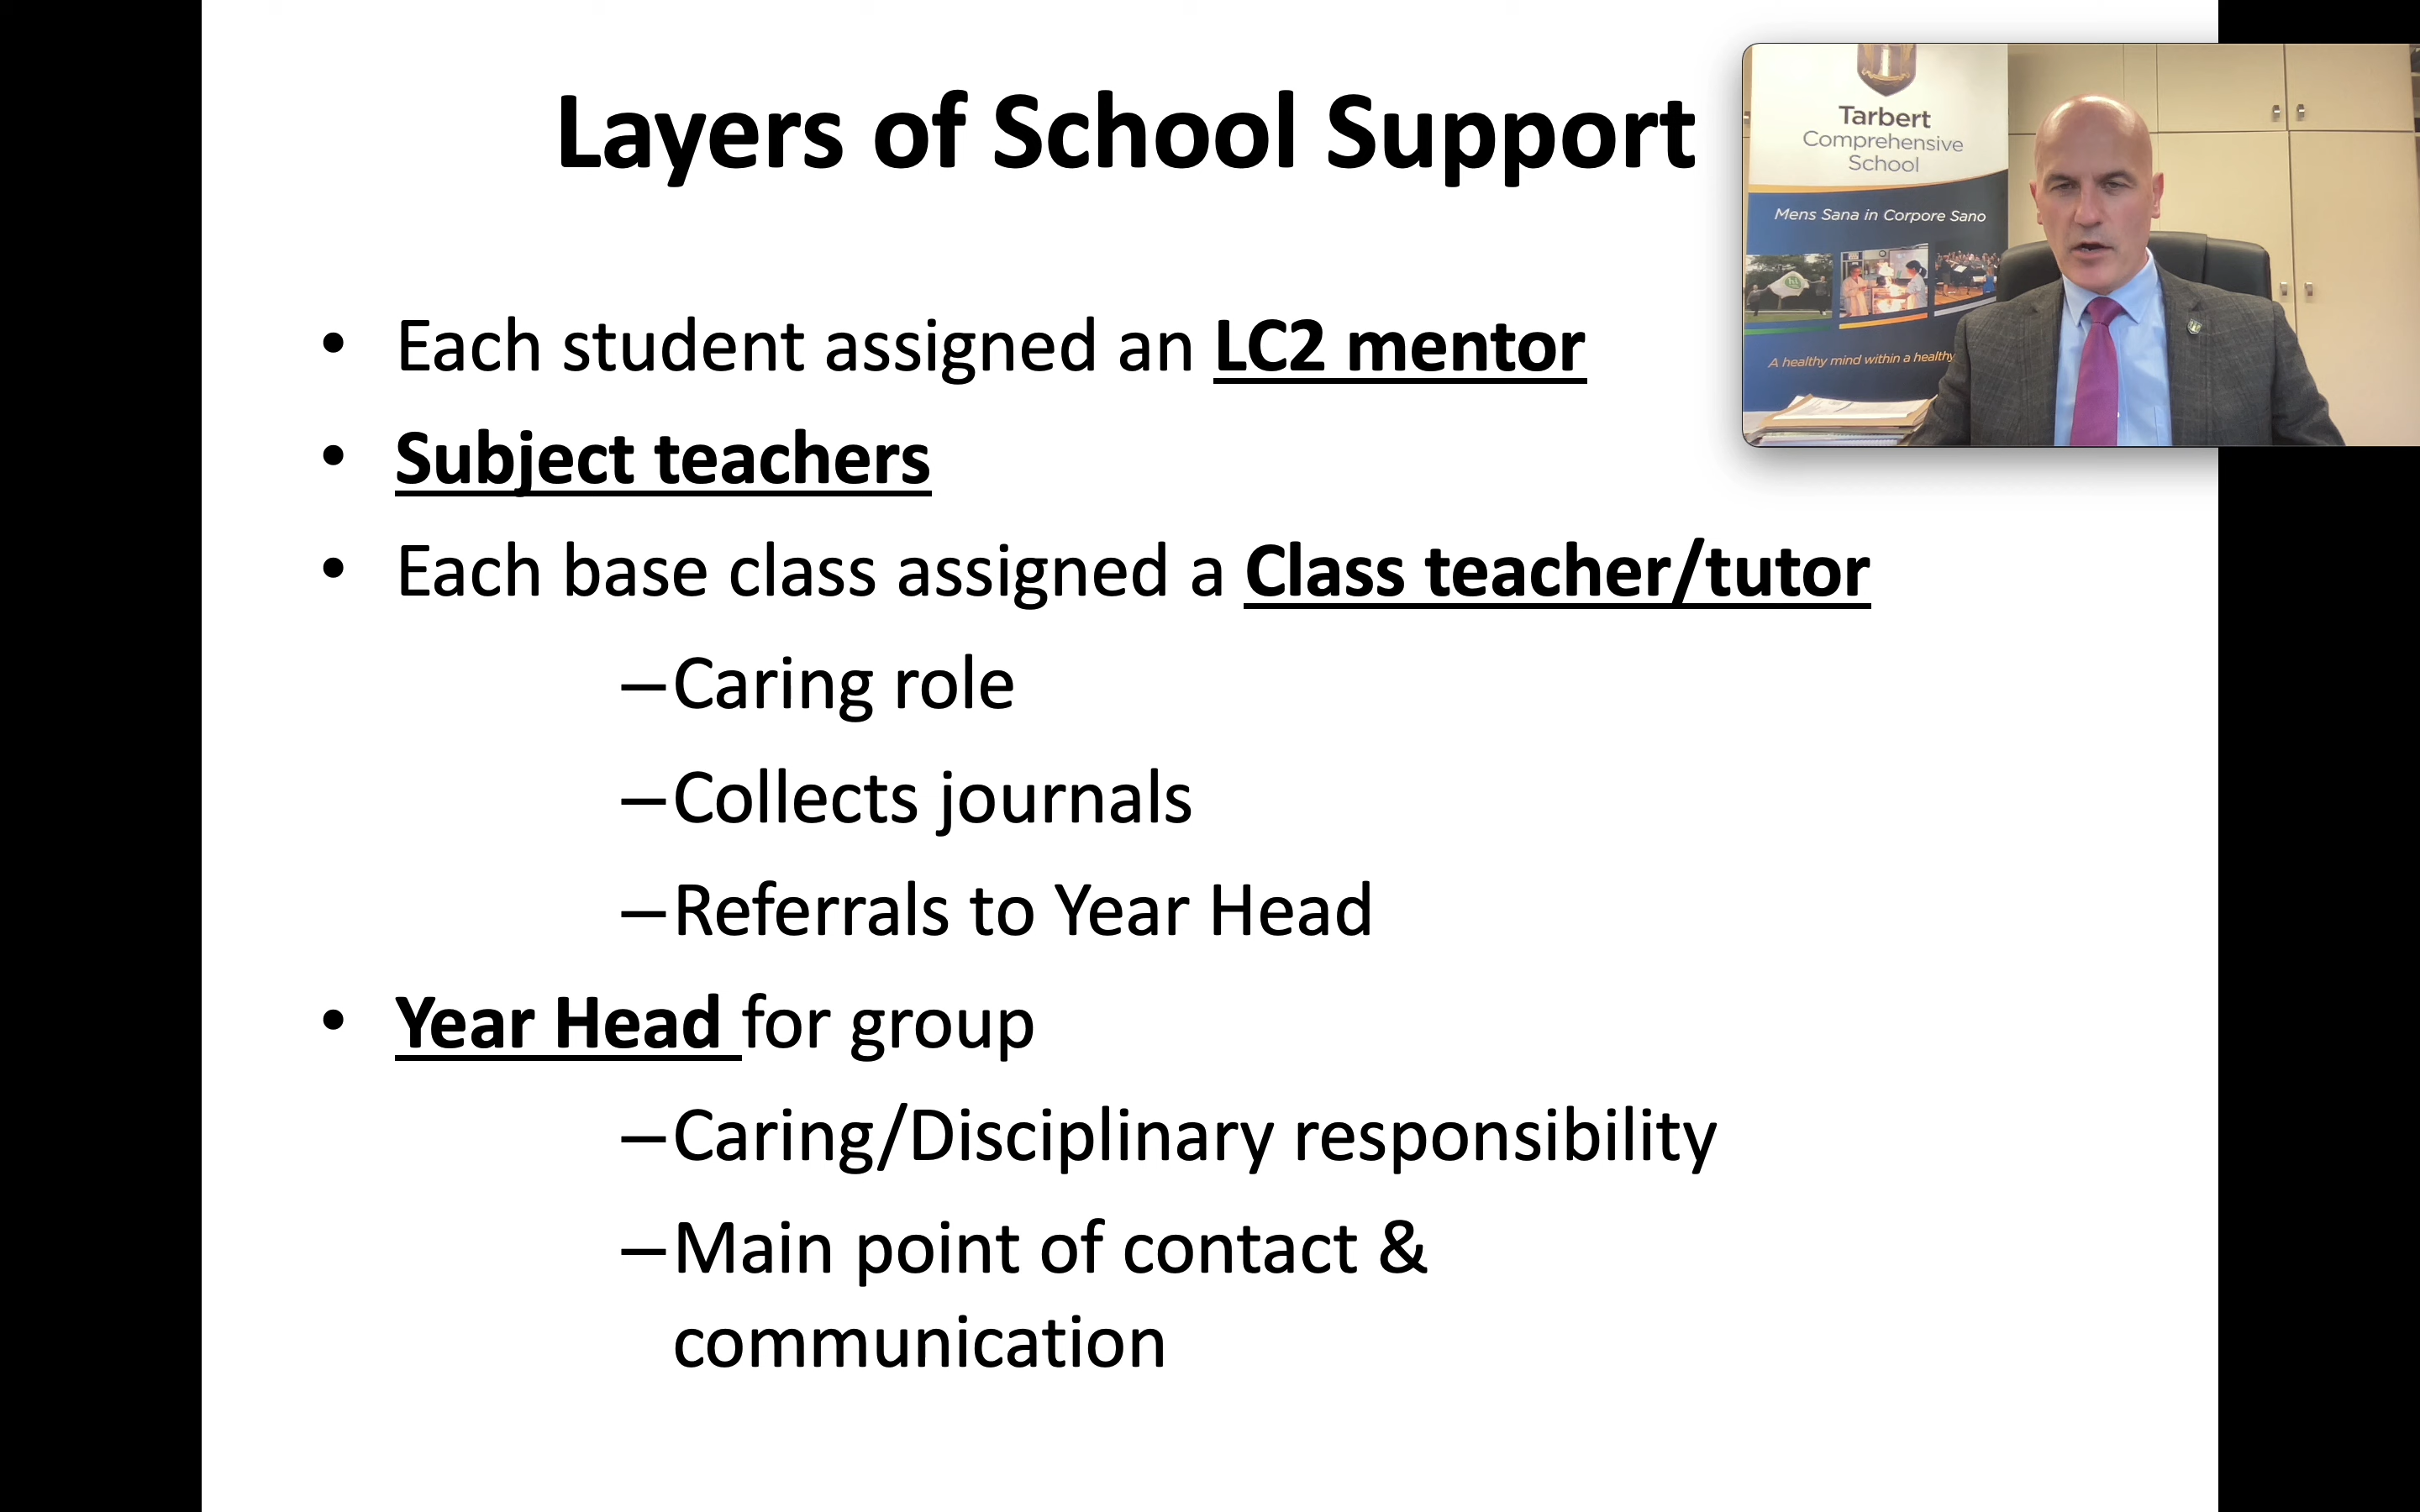 Layers of School Support
• Each student assigned an LC2 mentor
• Subject teachers
• Each base class assigned a Class teacher/tutor
–Caring role
–Collects journals
–Referrals to Year Head
• Year Head for group
–Caring/Disciplinary responsibility
–Main point of contact &
communication
Tarbert
Comprehensive
School
Mens Sana in Corpore Sano
A healthy mind within a healthy